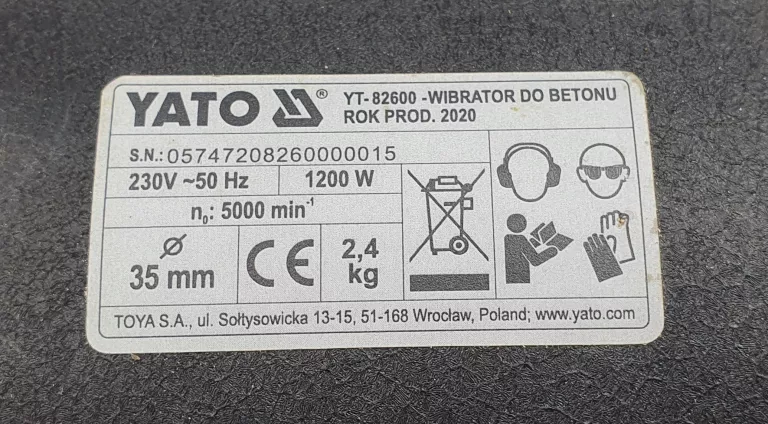 YATO ® YT- 82600 -WIBRATOR DO BETONU
ROK PROD. 2020
S.N.: 05747208260000015
230V ~50 Hz 1200 W
n₀: 5000 min⁻¹
Ø 35 mm
CE
2,4 kg
TOYA S.A., ul. Sołtysowicka 13-15, 51-168 Wrocław, Poland; www.yato.com